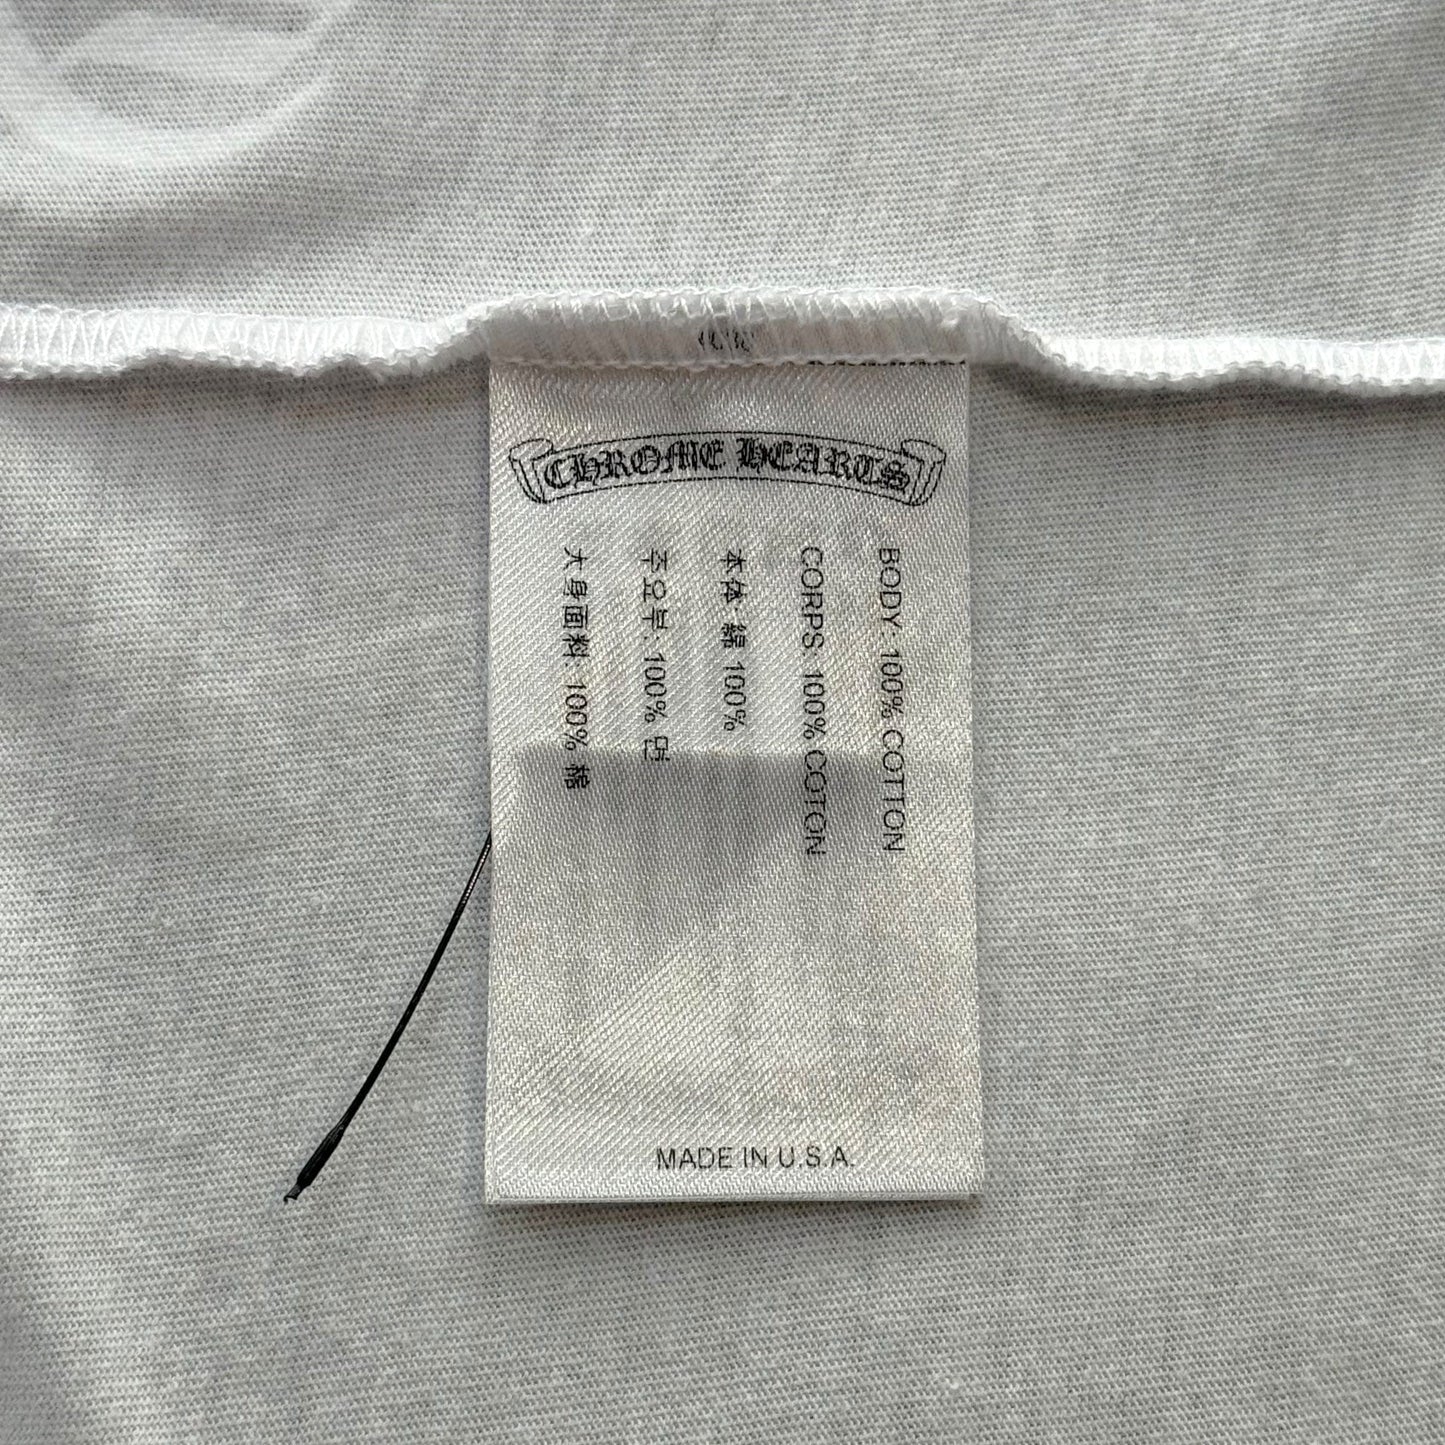 CHROME HEARTS
BODY: 100% COTTON
CORPS: 100% COTON
本体: 綿 100%
주요부: 100% 면
大身面料: 100% 棉
MADE IN U.S.A.